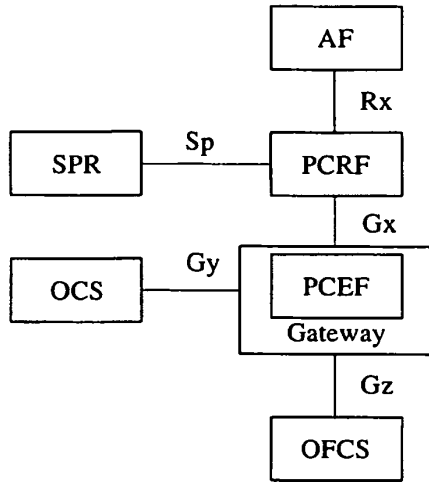 AF
Rx
Sp
SPR
PCRF
Gx
Gy
OCS
PCEF
Gateway
Gz
OFCS